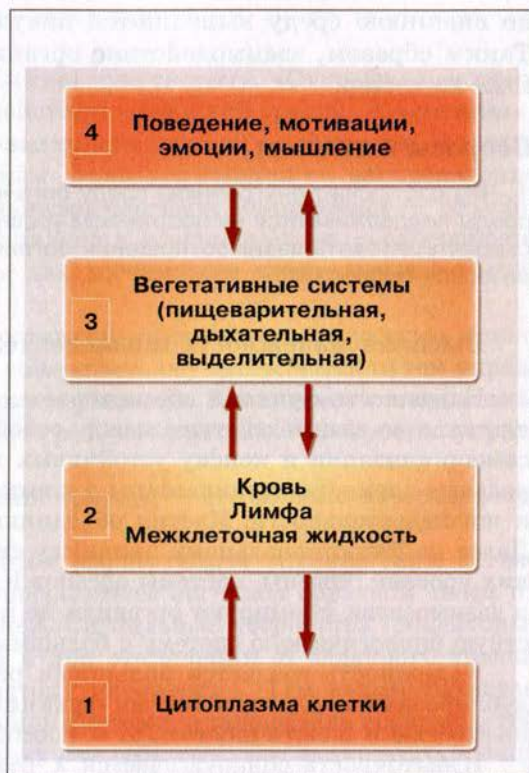 4
Поведение, мотивации,
эмоции, мышление
3
Вегетативные системы
(пищеварительная,
дыхательная,
выделительная)
2
Кровь
Лимфа
Межклеточная жидкость
1
Цитоплазма клетки